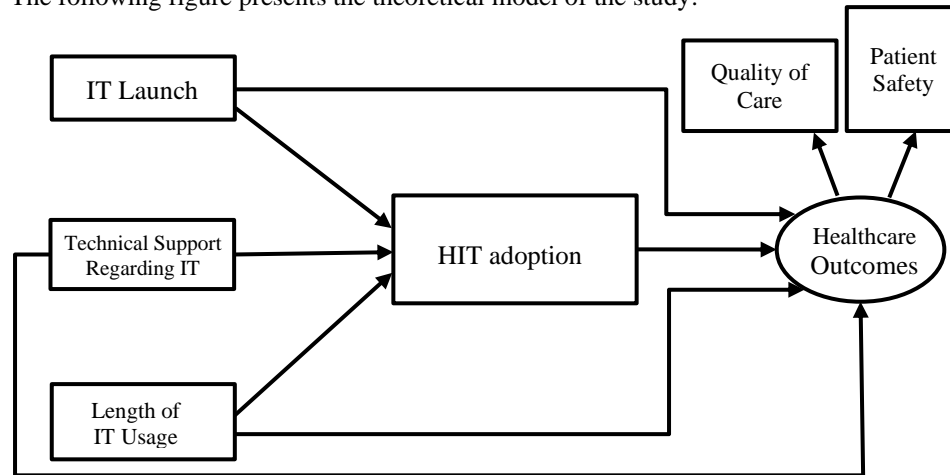 The following figure presents the theoretical model of the study:
IT Launch
Quality of
Care
Patient
Safety
Technical Support
Regarding IT
HIT adoption
Healthcare
Outcomes
Length of
IT Usage